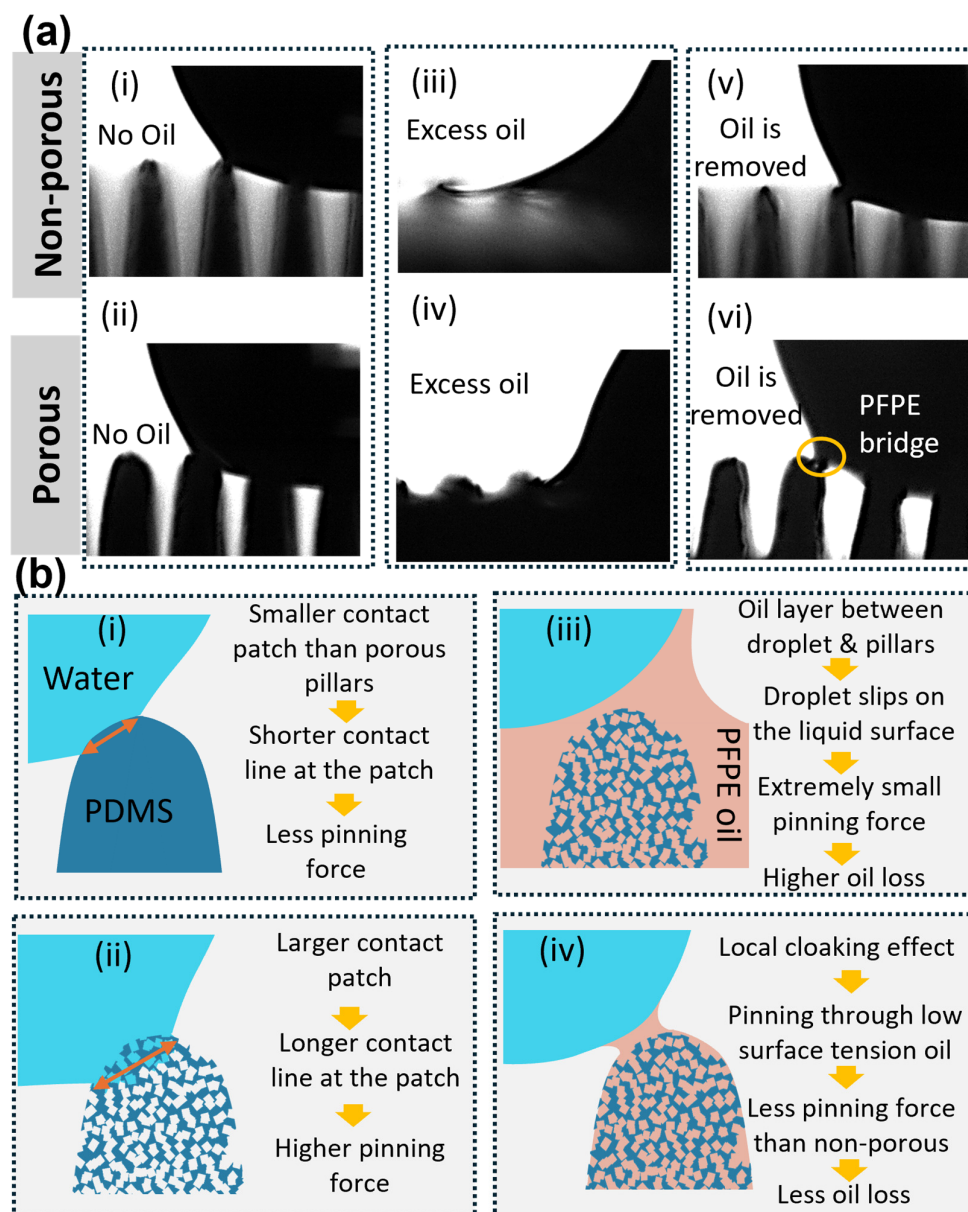 (a)
Non-porous
(i)
No Oil
(iii)
Excess oil
(v)
Oil is
removed
Porous
(ii)
No Oil
(iv)
Excess oil
(vi)
Oil is
removed
PFPE
bridge
(b)
(i)
Water
PDMS
Smaller contact
patch than porous
pillars
Shorter contact
line at the patch
Less pinning
force
(iii)
PFPE oil
Oil layer between
droplet & pillars
Droplet slips on
the liquid surface
Extremely small
pinning force
Higher oil loss
(ii)
Larger contact
patch
Longer contact
line at the patch
Higher pinning
force
(iv)
Local cloaking effect
Pinning through low
surface tension oil
Less pinning force
than non-porous
Less oil loss